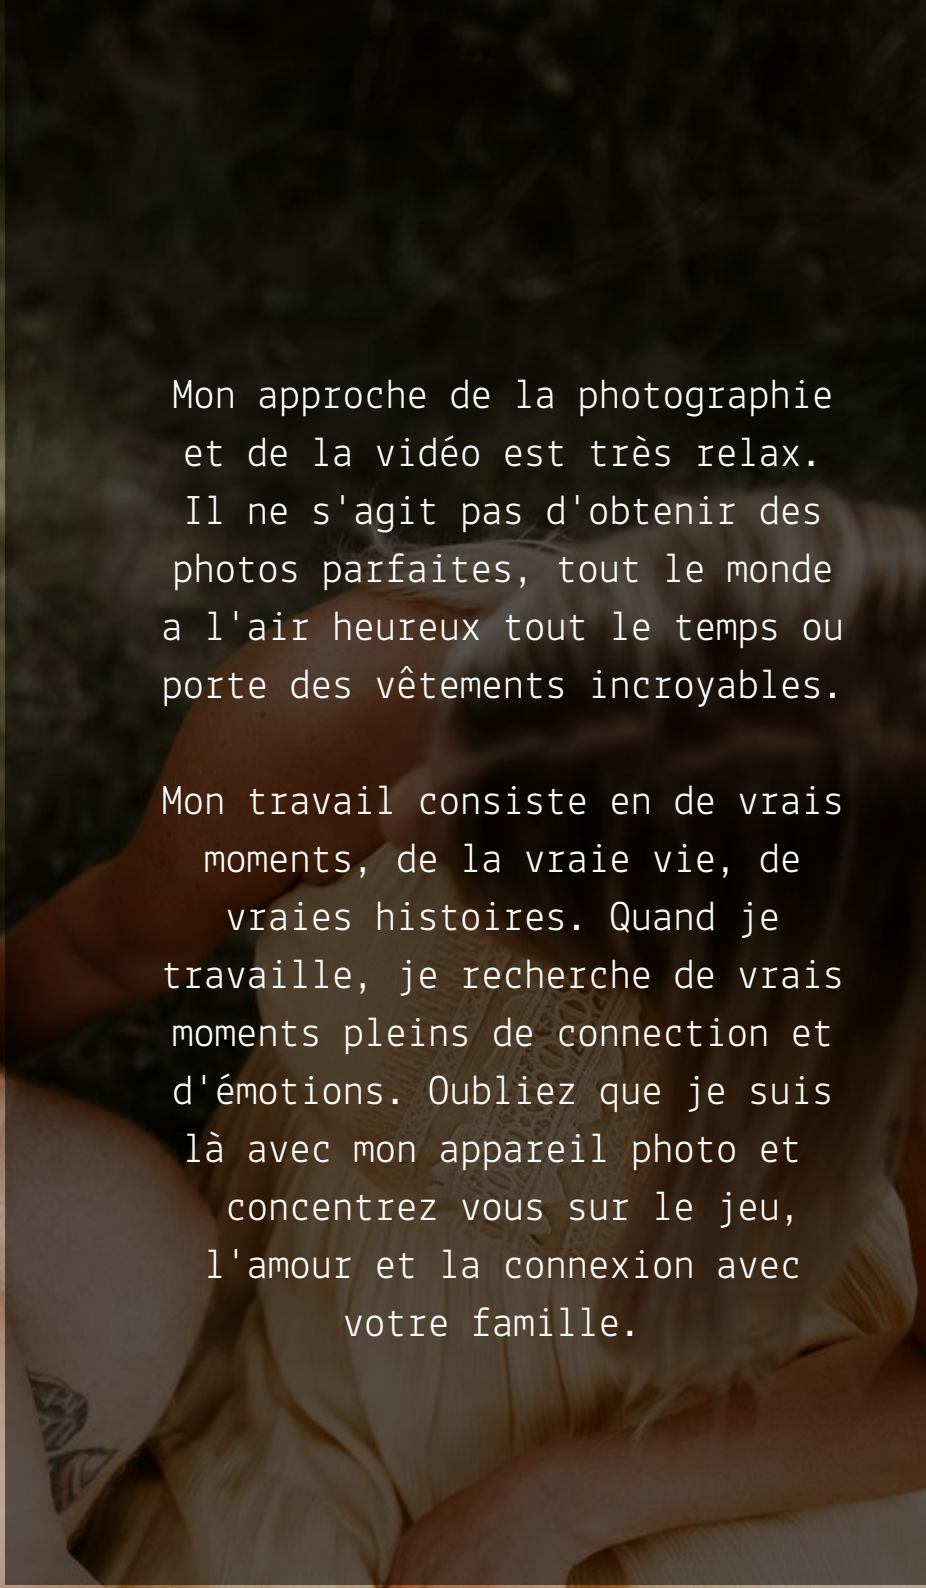 Mon approche de la photographie
et de la vidéo est très relax.
Il ne s'agit pas d'obtenir des
photos parfaites, tout le monde
a l'air heureux tout le temps ou
porte des vêtements incroyables.
Mon travail consiste en de vrais
moments, de la vraie vie, de
vraies histoires. Quand je
travaille, je recherche de vrais
moments pleins de connection et
d'émotions. Oubliez que je suis
là avec mon appareil photo et
concentrez vous sur le jeu,
l'amour et la connexion avec
votre famille.